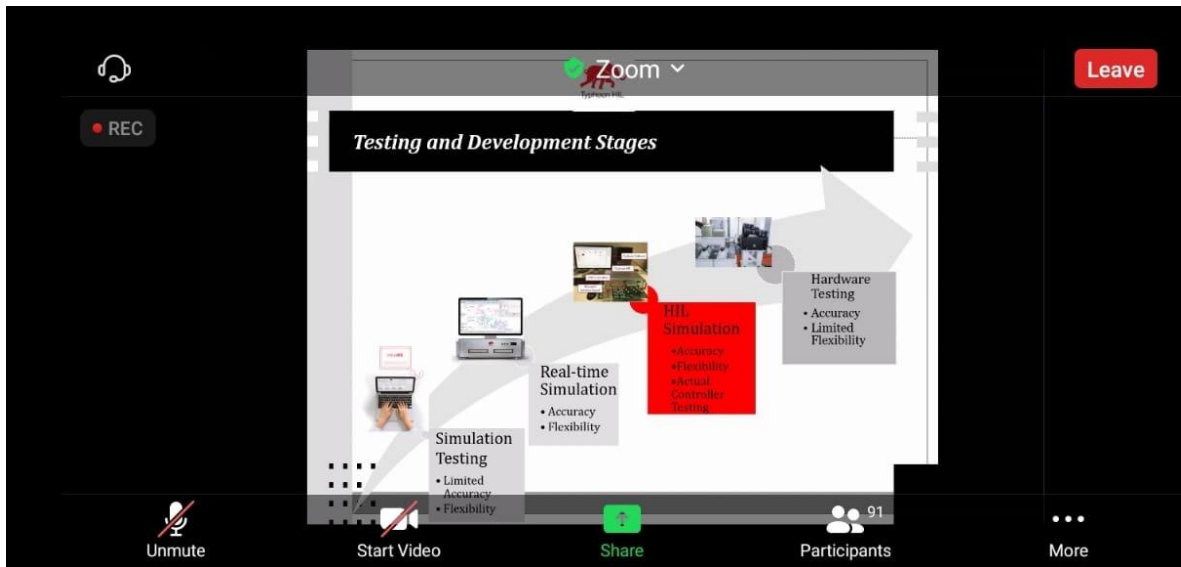 Zoom
Leave
Typhoon HIL
REC
Testing and Development Stages
Hardware
Testing
• Accuracy
• Limited
Flexibility
HIL
Simulation
•Accuracy
•Flexibility
•Actual
Controller
Testing
Real-time
Simulation
• Accuracy
• Flexibility
Simulation
Testing
• Limited
Accuracy
• Flexibility
91
Unmute
Start Video
Share
Participants
More